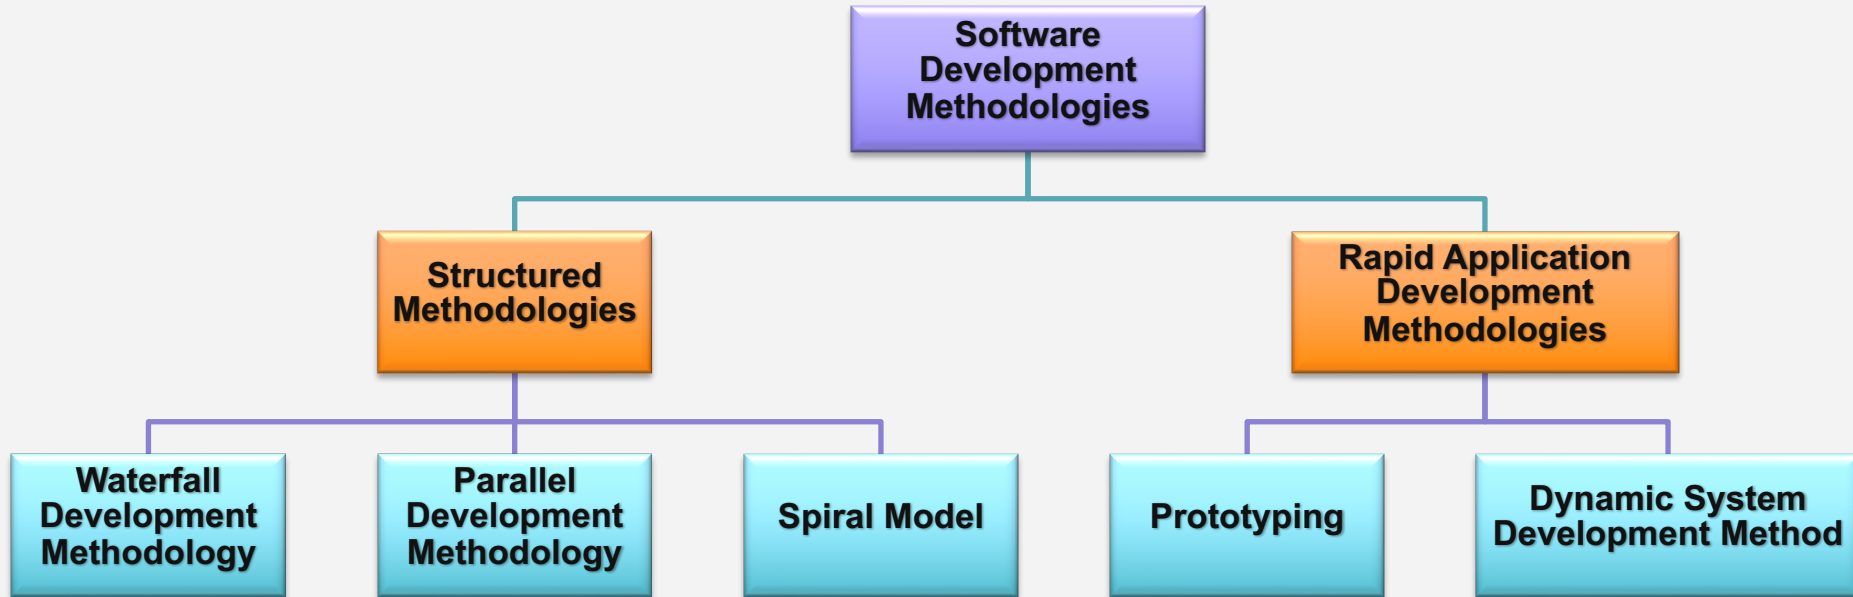 Software
Development
Methodologies
Structured
Methodologies
Rapid Application
Development
Methodologies
Waterfall
Development
Methodology
Parallel
Development
Methodology
Spiral Model
Prototyping
Dynamic System
Development Method